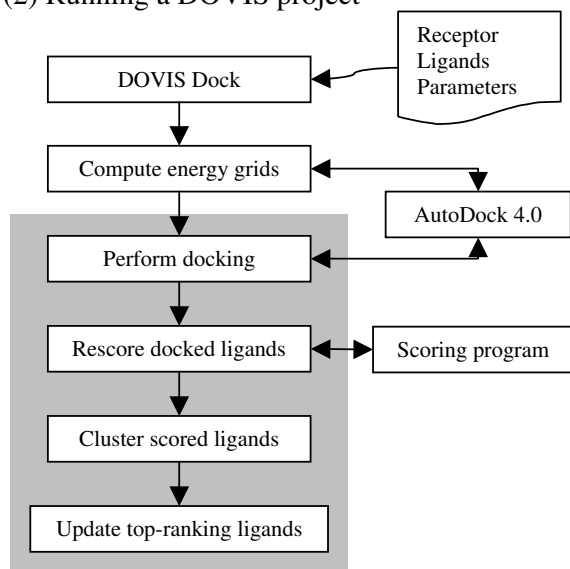 (2) Running a DOVIS project
Receptor
Ligands
Parameters
DOVIS Dock
Compute energy grids
AutoDock 4.0
Perform docking
Rescore docked ligands
Scoring program
Cluster scored ligands
Update top-ranking ligands